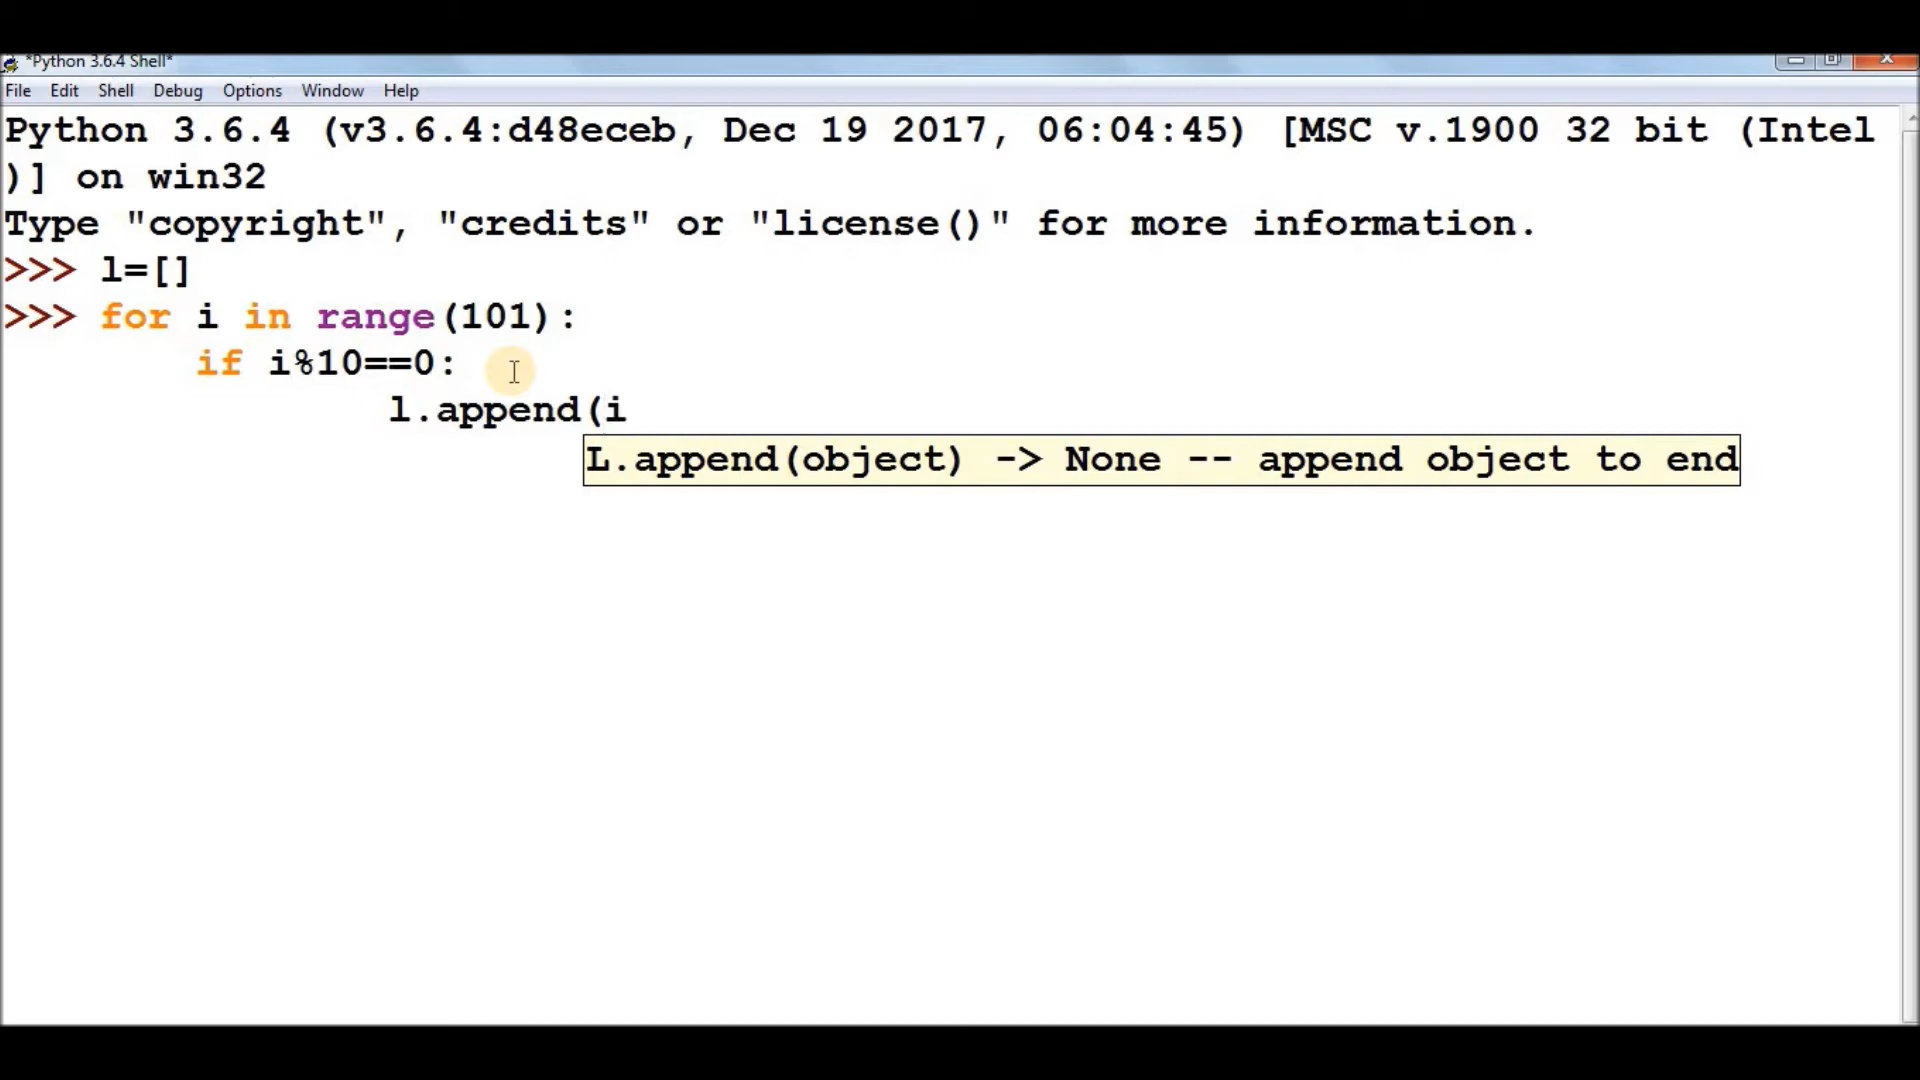 *Python 3.6.4 Shell*
File Edit Shell Debug Options Window Help
Python 3.6.4 (v3.6.4:d48eceb, Dec 19 2017, 06:04:45) [MSC v.1900 32 bit (Intel
)] on win32
Type "copyright", "credits" or "license()" for more information.
>>> l=[]
>>> for i in range(101):
        if i%10==0:
                l.append(i
L.append(object) -> None -- append object to end